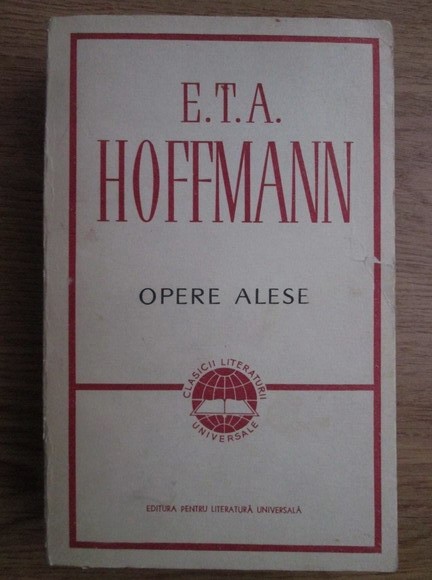 E.T.A.
HOFFMANN
OPERE ALESE
CLASICII LITERATURII
UNIVERSALE
EDITURA PENTRU LITERATURĂ UNIVERSALĂ